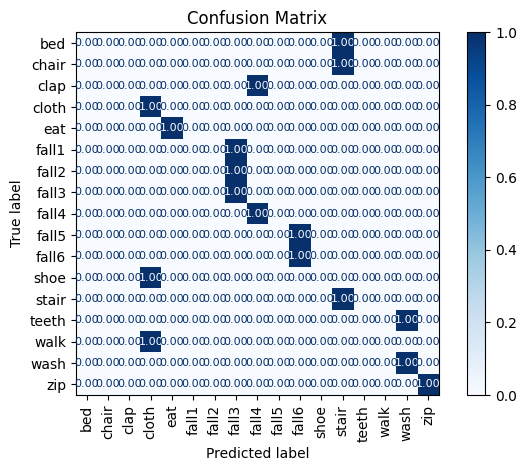 Confusion Matrix
bed 0.00 0.00 0.00 0.00 0.00 0.00 0.00 0.00 0.00 0.00 0.00 0.00 1.00 0.00 0.00 0.00 0.00
chair 0.00 0.00 0.00 0.00 0.00 0.00 0.00 0.00 0.00 0.00 0.00 0.00 1.00 0.00 0.00 0.00 0.00
clap 0.00 0.00 0.00 0.00 0.00 0.00 0.00 0.00 1.00 0.00 0.00 0.00 0.00 0.00 0.00 0.00 0.00
cloth 0.00 0.00 0.00 1.00 0.00 0.00 0.00 0.00 0.00 0.00 0.00 0.00 0.00 0.00 0.00 0.00 0.00
eat 0.00 0.00 0.00 0.00 1.00 0.00 0.00 0.00 0.00 0.00 0.00 0.00 0.00 0.00 0.00 0.00 0.00
fall1 0.00 0.00 0.00 0.00 0.00 0.00 0.00 1.00 0.00 0.00 0.00 0.00 0.00 0.00 0.00 0.00 0.00
fall2 0.00 0.00 0.00 0.00 0.00 0.00 0.00 1.00 0.00 0.00 0.00 0.00 0.00 0.00 0.00 0.00 0.00
fall3 0.00 0.00 0.00 0.00 0.00 0.00 0.00 1.00 0.00 0.00 0.00 0.00 0.00 0.00 0.00 0.00 0.00
fall4 0.00 0.00 0.00 0.00 0.00 0.00 0.00 0.00 1.00 0.00 0.00 0.00 0.00 0.00 0.00 0.00 0.00
fall5 0.00 0.00 0.00 0.00 0.00 0.00 0.00 0.00 0.00 0.00 1.00 0.00 0.00 0.00 0.00 0.00 0.00
fall6 0.00 0.00 0.00 0.00 0.00 0.00 0.00 0.00 0.00 0.00 1.00 0.00 0.00 0.00 0.00 0.00 0.00
shoe 0.00 0.00 0.00 1.00 0.00 0.00 0.00 0.00 0.00 0.00 0.00 0.00 0.00 0.00 0.00 0.00 0.00
stair 0.00 0.00 0.00 0.00 0.00 0.00 0.00 0.00 0.00 0.00 0.00 0.00 1.00 0.00 0.00 0.00 0.00
teeth 0.00 0.00 0.00 0.00 0.00 0.00 0.00 0.00 0.00 0.00 0.00 0.00 0.00 0.00 0.00 1.00 0.00
walk 0.00 0.00 0.00 1.00 0.00 0.00 0.00 0.00 0.00 0.00 0.00 0.00 0.00 0.00 0.00 0.00 0.00
wash 0.00 0.00 0.00 0.00 0.00 0.00 0.00 0.00 0.00 0.00 0.00 0.00 0.00 0.00 0.00 1.00 0.00
zip 0.00 0.00 0.00 0.00 0.00 0.00 0.00 0.00 0.00 0.00 0.00 0.00 0.00 0.00 0.00 0.00 1.00
True label
bed chair clap cloth eat fall1 fall2 fall3 fall4 fall5 fall6 shoe stair teeth walk wash zip
Predicted label
1.0
0.8
0.6
0.4
0.2
0.0